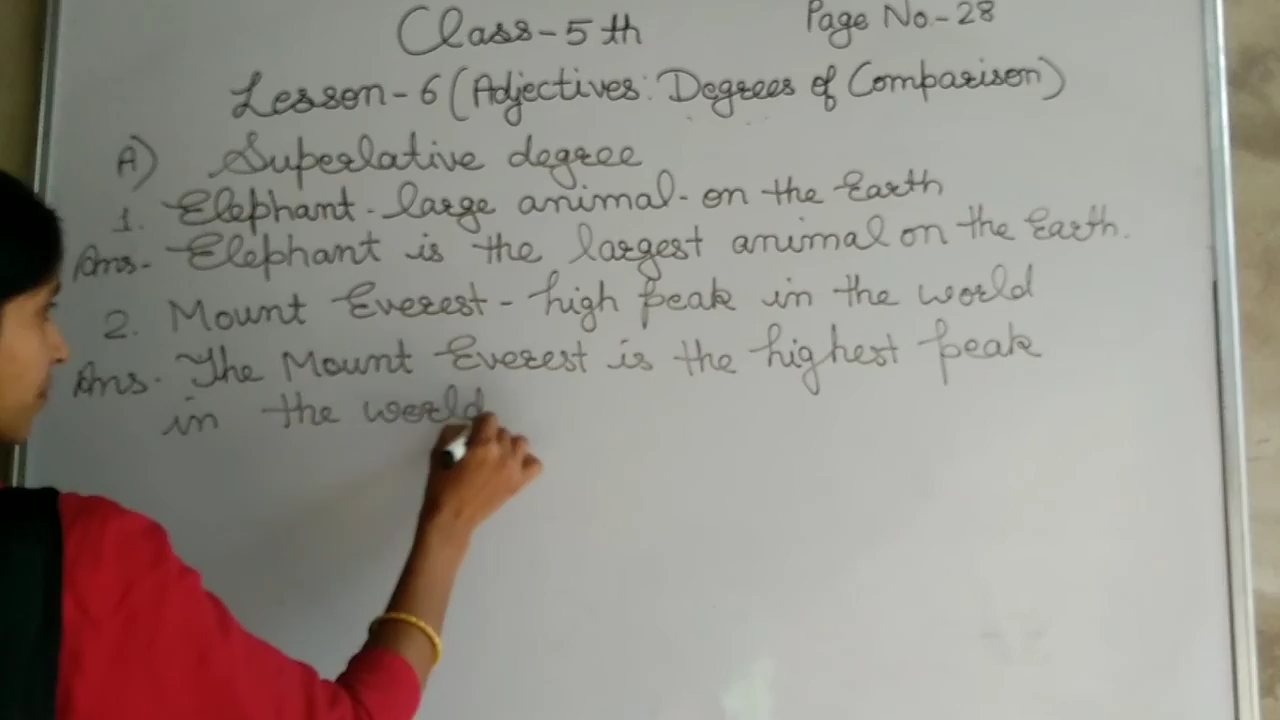 Class-5th
Page No.-28
Lesson-6 (Adjectives: Degrees of Comparison)
A) Superlative degree
1. Elephant-large animal-on the Earth
Ans. Elephant is the largest animal on the Earth.
2. Mount Everest-high peak in the world
Ans. The Mount Everest is the highest peak
in the world